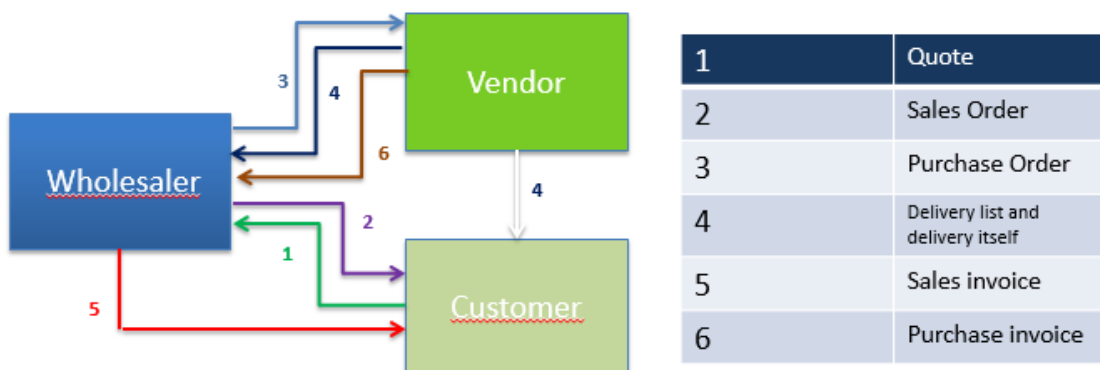 3
4
6
Vendor
Wholesaler
4
2
1
5
Customer
1 Quote
2 Sales Order
3 Purchase Order
4 Delivery list and
delivery itself
5 Sales invoice
6 Purchase invoice